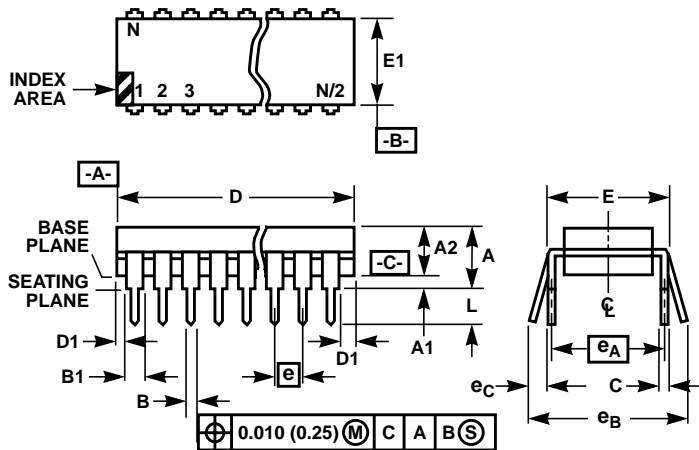 N
E1
INDEX
AREA
1 2 3 N/2
-B-
-A-
D
E
BASE
PLANE
A2
A
-C-
SEATING
PLANE
L
D1
A1
D1
B1
e
B
C
L
eA
eC
C
eB
0.010 (0.25) M C A B S